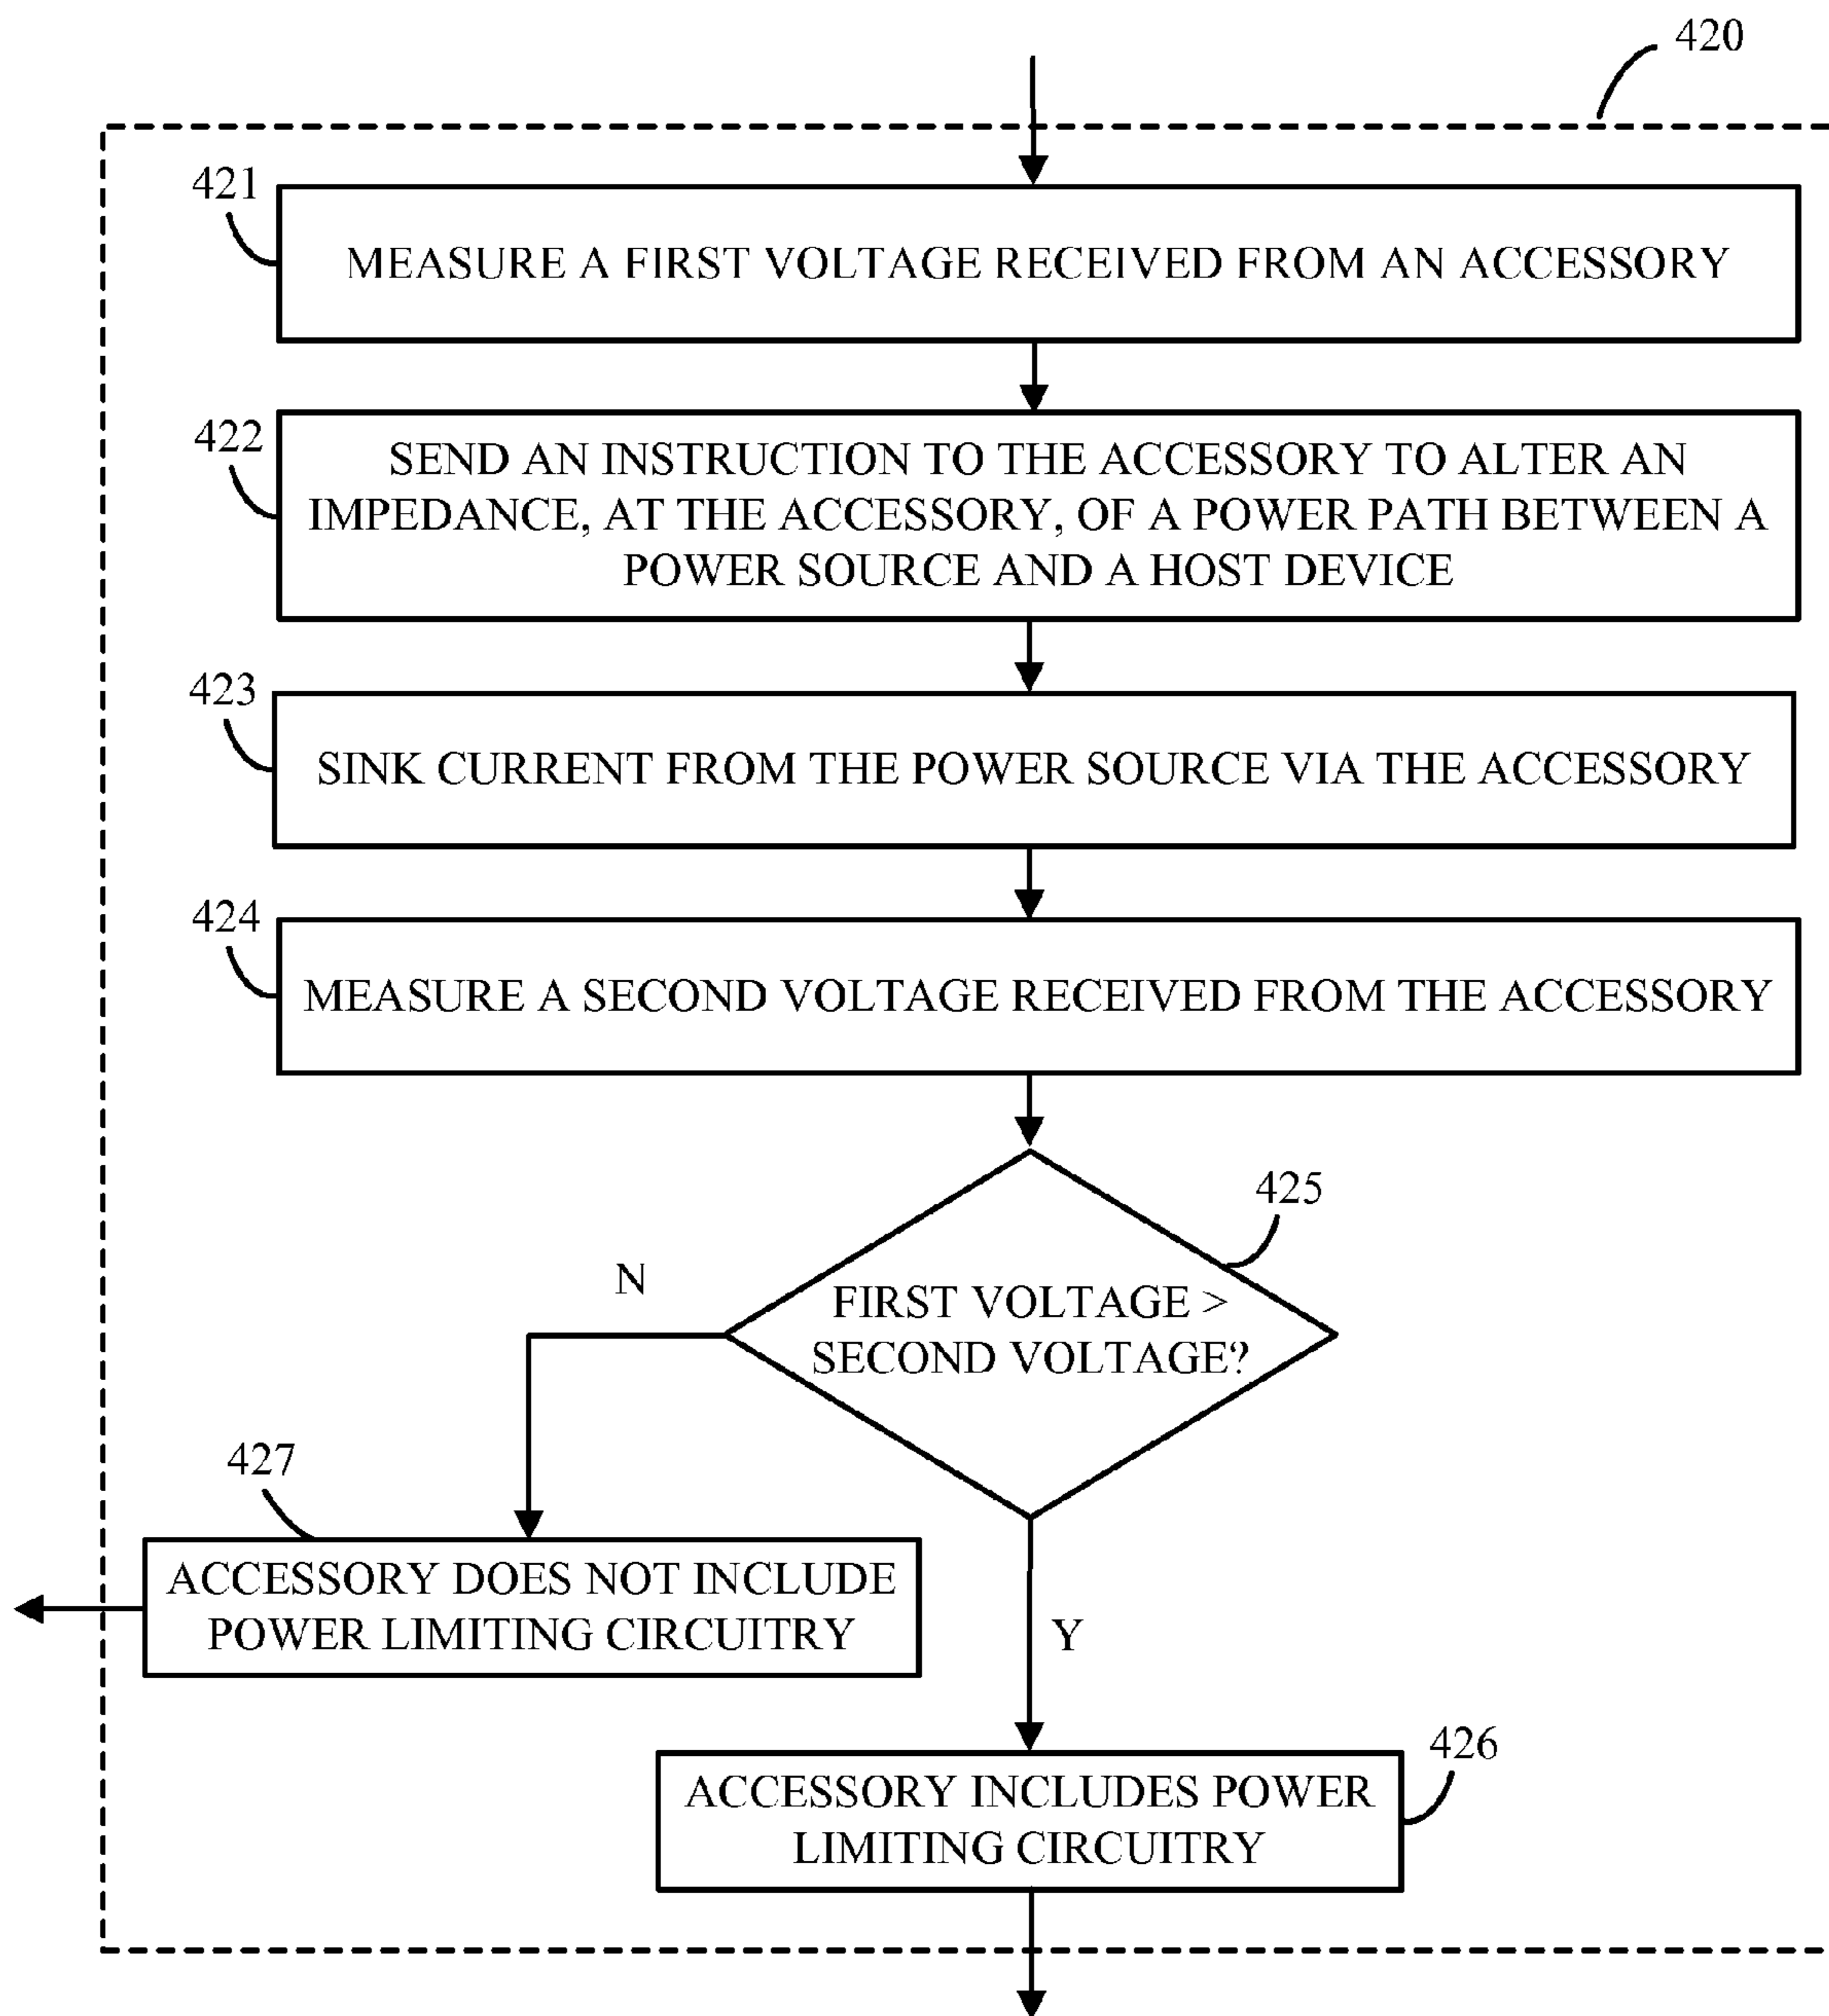 420
421
MEASURE A FIRST VOLTAGE RECEIVED FROM AN ACCESSORY
422
SEND AN INSTRUCTION TO THE ACCESSORY TO ALTER AN
IMPEDANCE, AT THE ACCESSORY, OF A POWER PATH BETWEEN A
POWER SOURCE AND A HOST DEVICE
423
SINK CURRENT FROM THE POWER SOURCE VIA THE ACCESSORY
424
MEASURE A SECOND VOLTAGE RECEIVED FROM THE ACCESSORY
425
FIRST VOLTAGE >
SECOND VOLTAGE?
N
427
ACCESSORY DOES NOT INCLUDE
POWER LIMITING CIRCUITRY
Y
426
ACCESSORY INCLUDES POWER
LIMITING CIRCUITRY